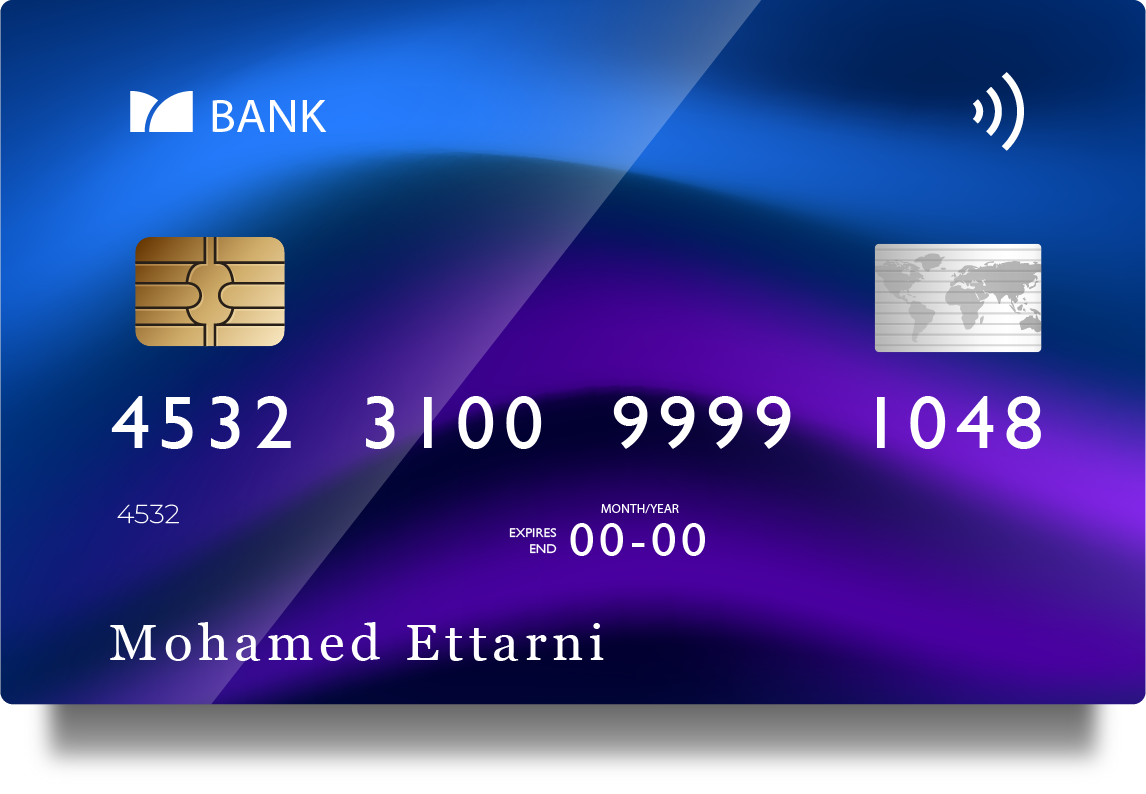 BANK
4532 3100 9999 1048
4532
MONTH/YEAR
EXPIRES
END
00-00
Mohamed Ettarni